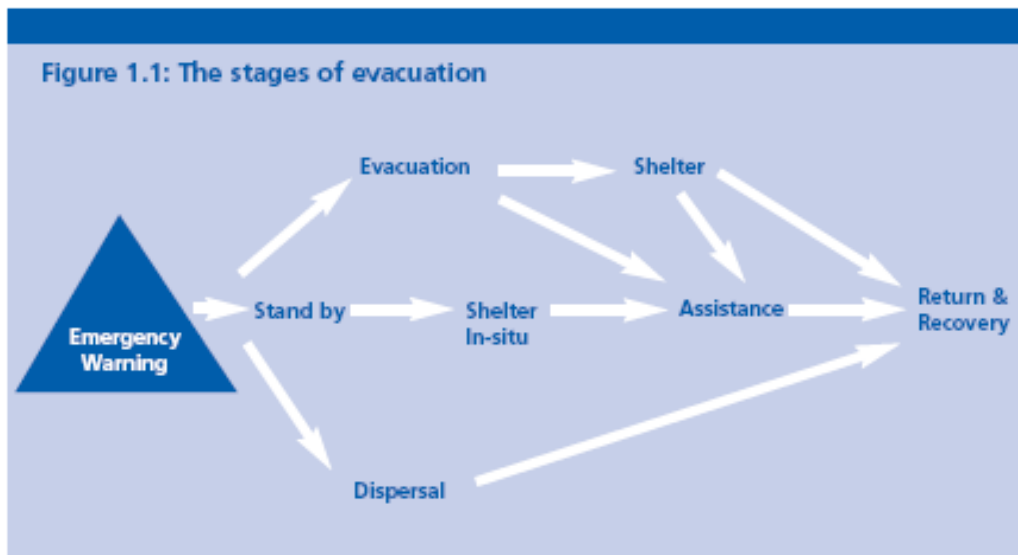 Figure 1.1: The stages of evacuation
Evacuation
Shelter
Emergency
Warning
Stand by
Shelter
In-situ
Assistance
Return &
Recovery
Dispersal